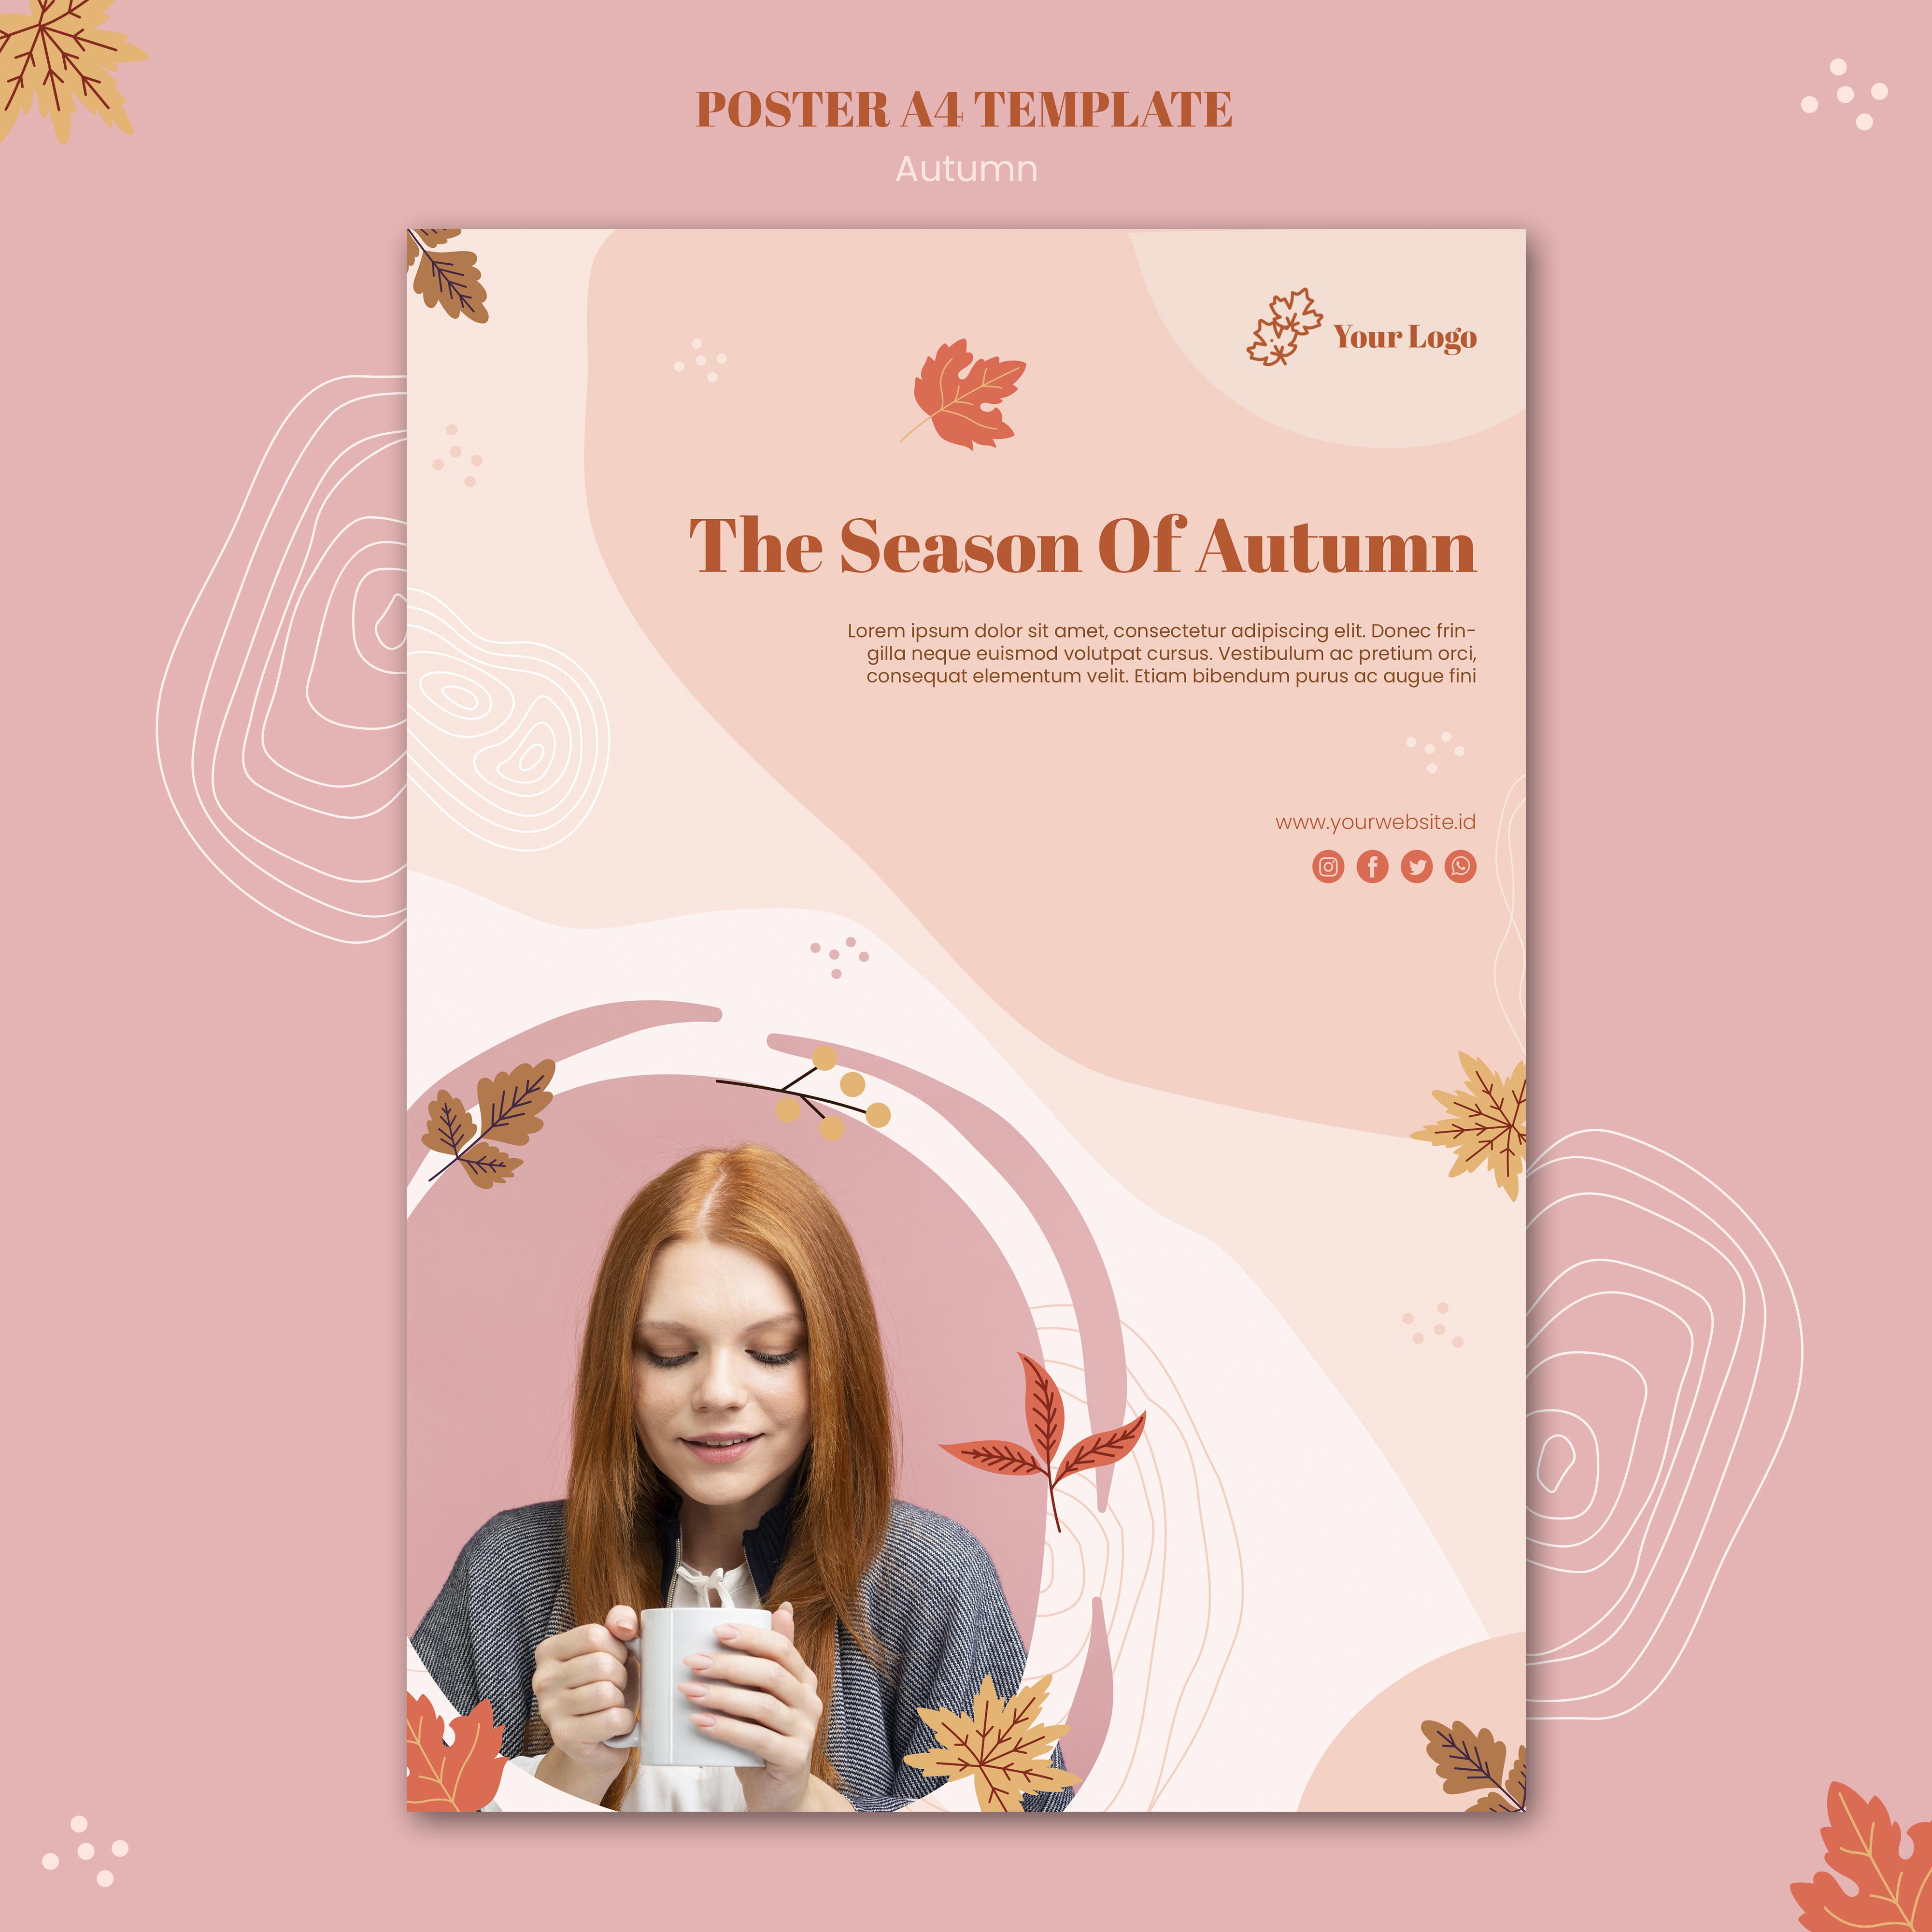 POSTER A4 TEMPLATE
Autumn
Your Logo
The Season Of Autumn
Lorem ipsum dolor sit amet, consectetur adipiscing elit. Donec frin-
gilla neque euismod volutpat cursus. Vestibulum ac pretium orci,
consequat elementum velit. Etiam bibendum purus ac augue fini
www.yourwebsite.id